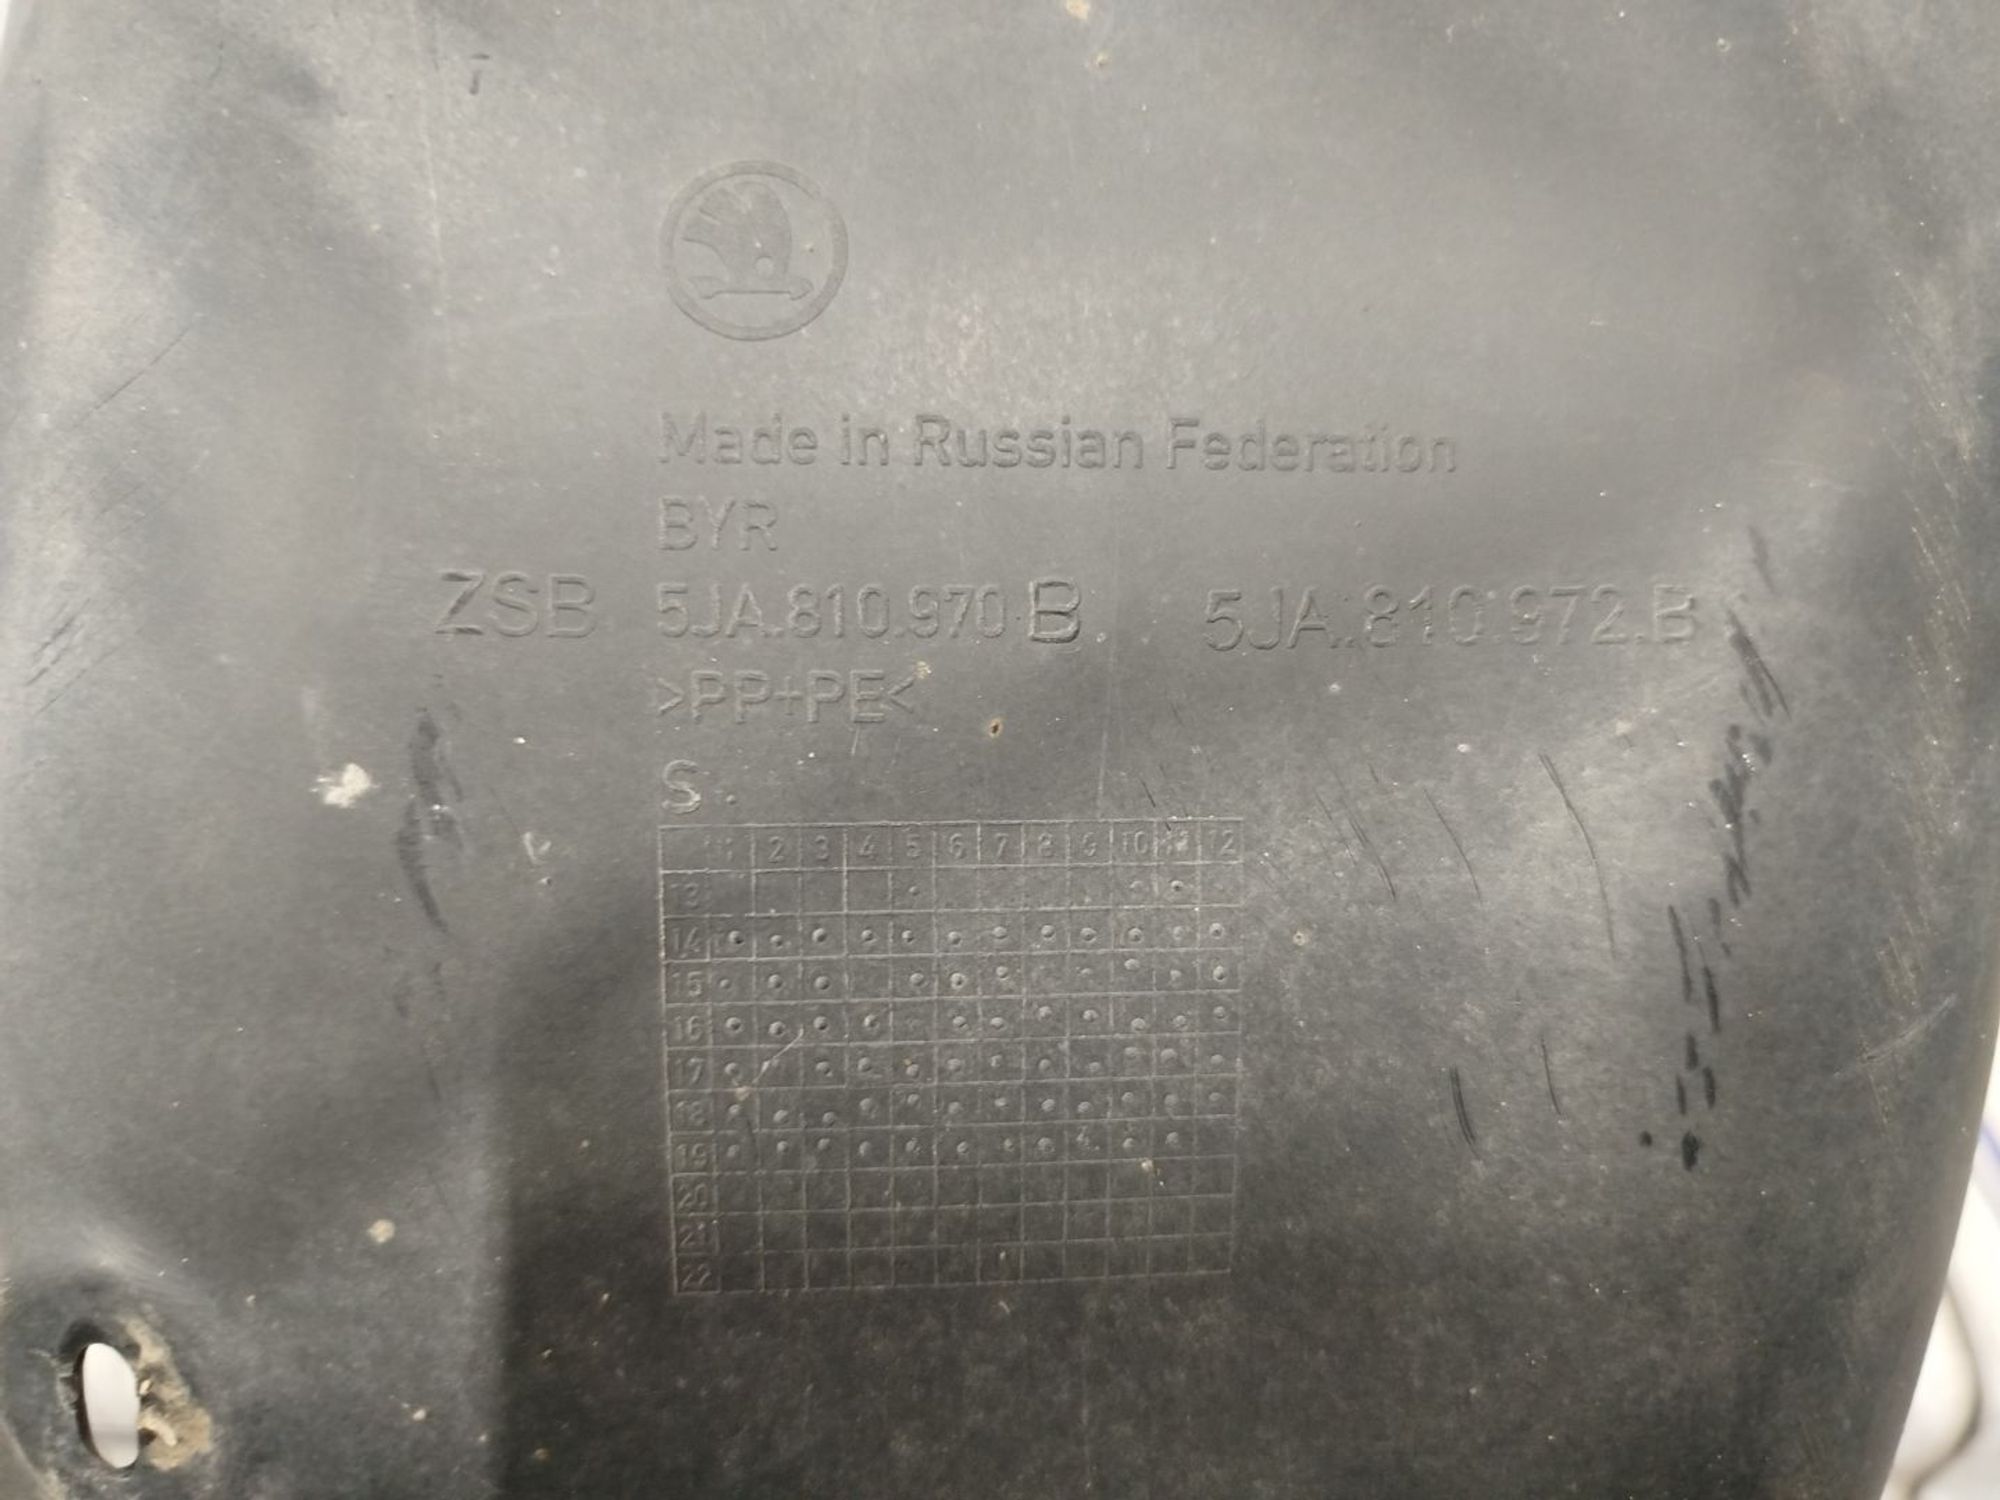 Made in Russian Federation
BYR
ZSB 5JA.810.970 B 5JA.810.972.B
>PP+PE<
S
1 2 3 4 5 6 7 8 9 10 11 12
13
14
15
16
17
18
19
20
21
22